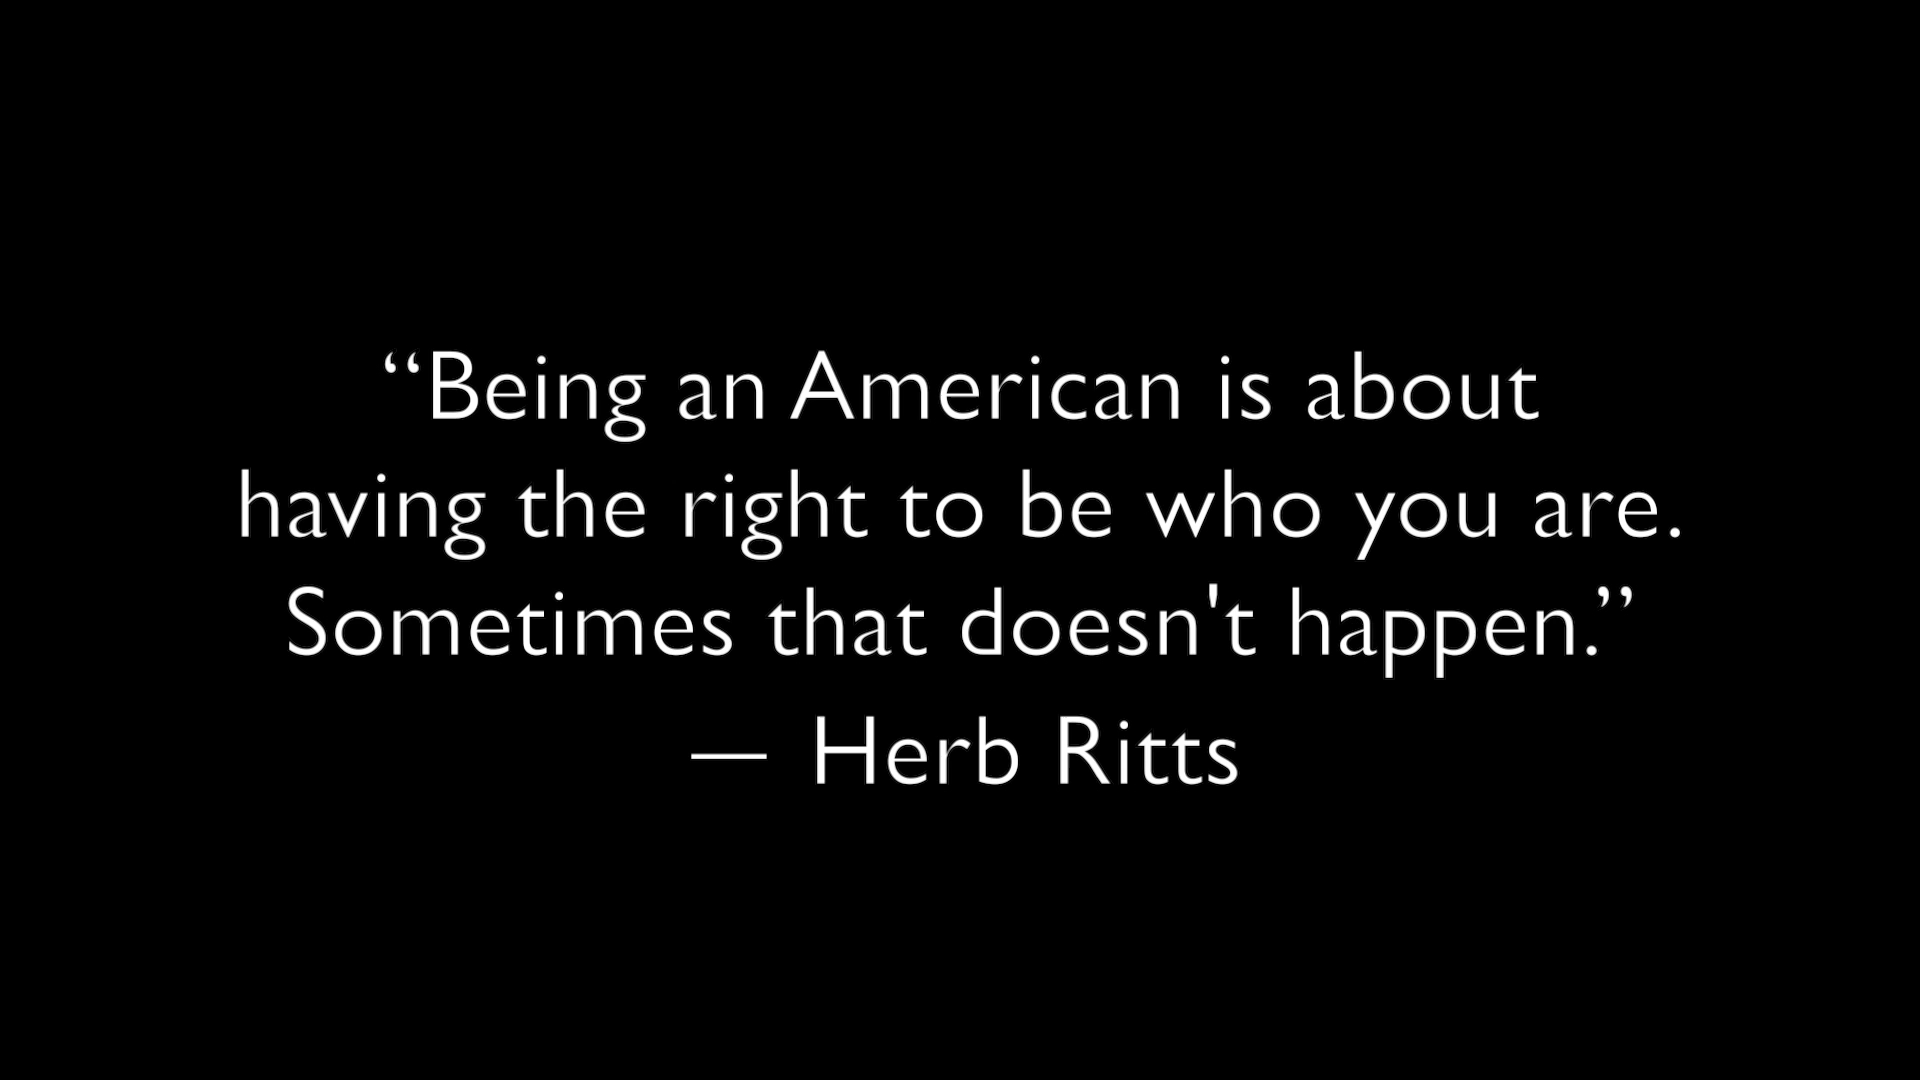 “Being an American is about
having the right to be who you are.
Sometimes that doesn't happen.”
— Herb Ritts